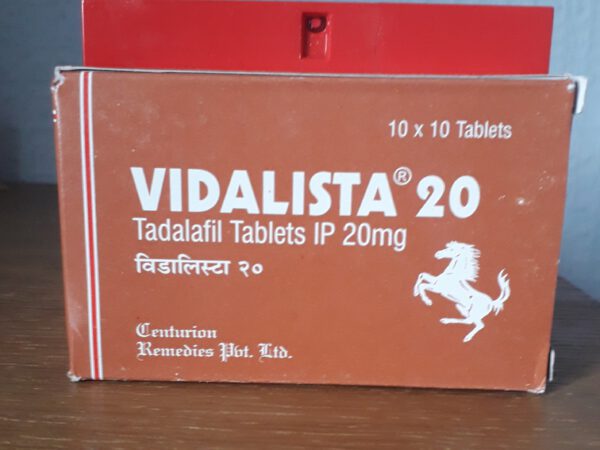 P
10 x 10 Tablets
VIDALISTA® 20
Tadalafil Tablets IP 20mg
विडालिस्टा २०
Centurion
Remedies Pvt. Ltd.